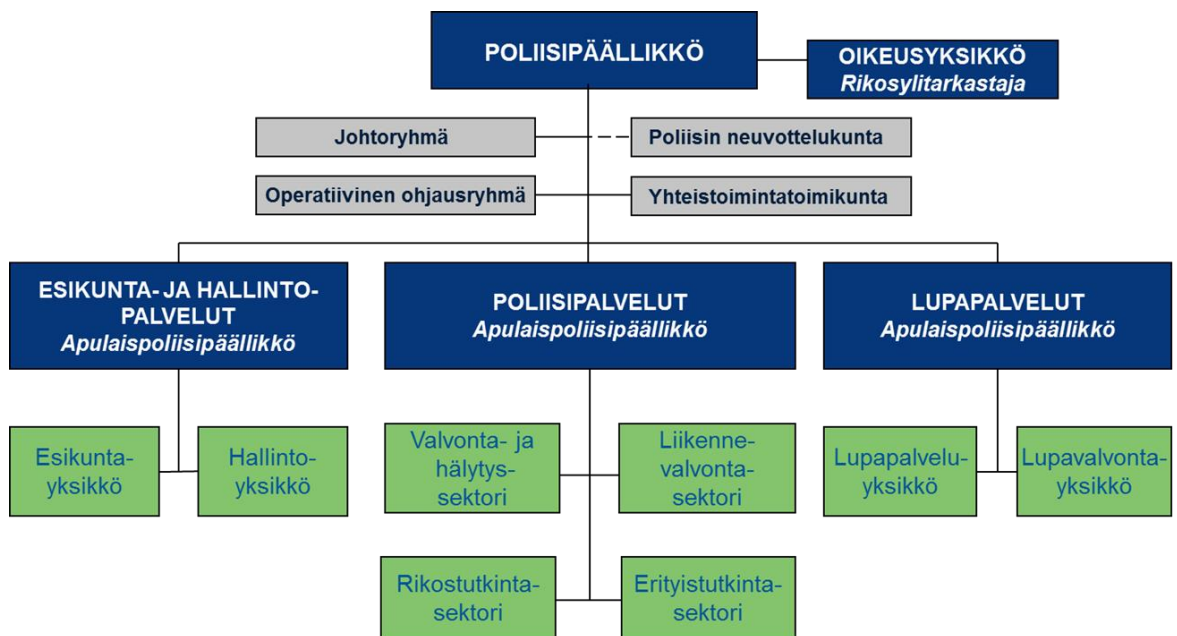 POLIISIPÄÄLLIKKÖ
OIKEUSYKSIKKÖ
Rikosylitarkastaja
Johtoryhmä
Poliisin neuvottelukunta
Operatiivinen ohjausryhmä
Yhteistoimintatoimikunta
ESIKUNTA- JA HALLINTO-
PALVELUT
Apulaispoliisipäällikkö
POLIISIPALVELUT
Apulaispoliisipäällikkö
LUPAPALVELUT
Apulaispoliisipäällikkö
Esikunta-
yksikkö
Hallinto-
yksikkö
Valvonta- ja
hälytys-
sektori
Liikenne-
valvonta-
sektori
Lupapalvelu-
yksikkö
Lupavalvonta-
yksikkö
Rikostutkinta-
sektori
Erityistutkinta-
sektori